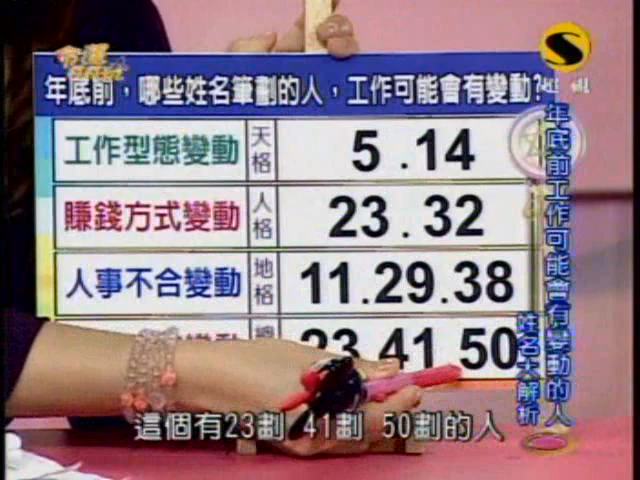 命運
年底前，哪些姓名筆劃的人，工作可能會有變動?
工作型態變動 天格 5.14
賺錢方式變動 人格 23.32
人事不合變動 地格 11.29.38
變動 23.41.50
這個有23劃 41劃 50劃的人
年底前工作可能會有變動的人
姓名大解析